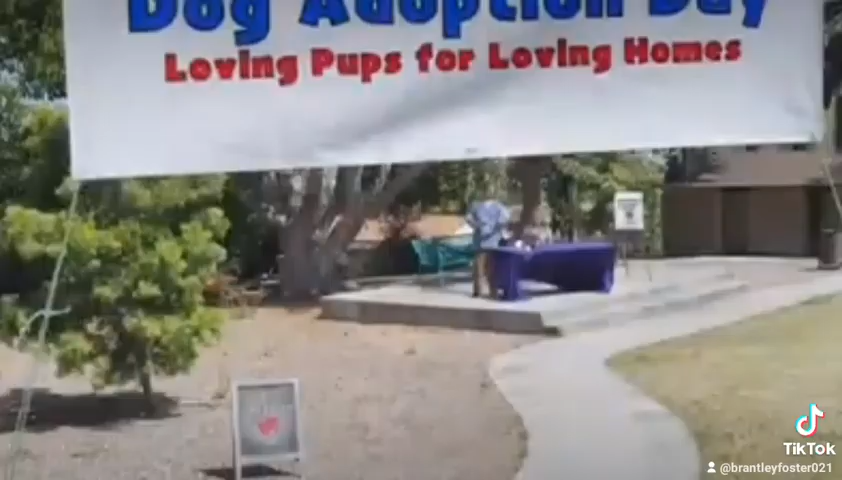 Dog Adoption Day
Loving Pups for Loving Homes
TikTok
@brantleyfoster021